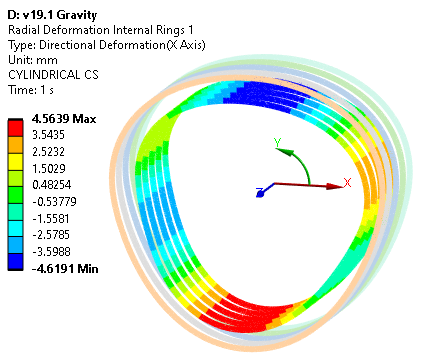 D: v19.1 Gravity
Radial Deformation Internal Rings 1
Type: Directional Deformation(X Axis)
Unit: mm
CYLINDRICAL CS
Time: 1 s
4.5639 Max
3.5435
2.5232
1.5029
0.48254
-0.53779
-1.5581
-2.5785
-3.5988
-4.6191 Min
Y
X
Z